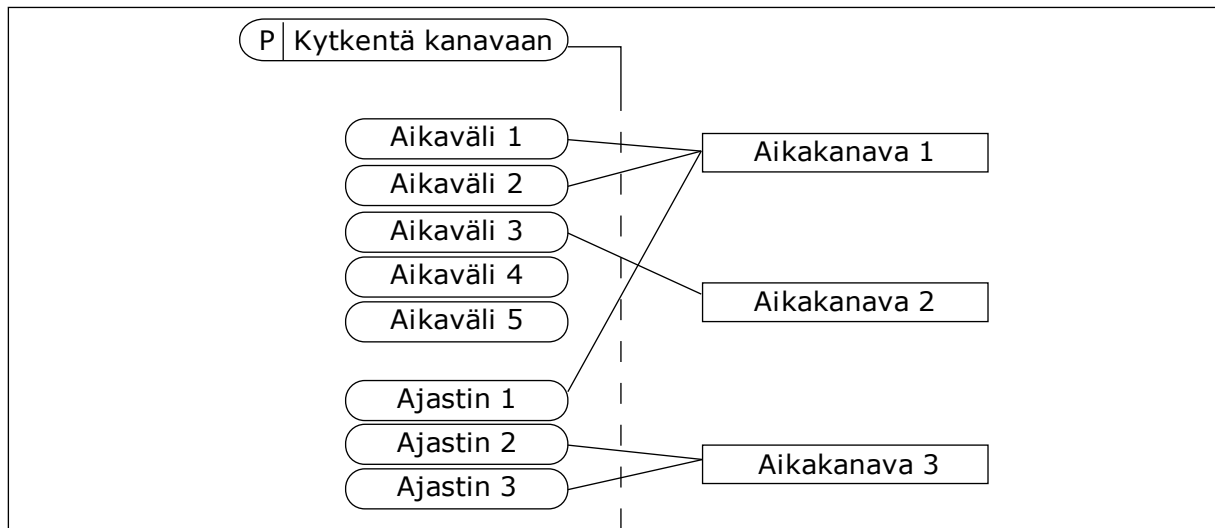 P Kytkentä kanavaan
Aikaväli 1
Aikaväli 2
Aikaväli 3
Aikaväli 4
Aikaväli 5
Ajastin 1
Ajastin 2
Ajastin 3
Aikakanava 1
Aikakanava 2
Aikakanava 3